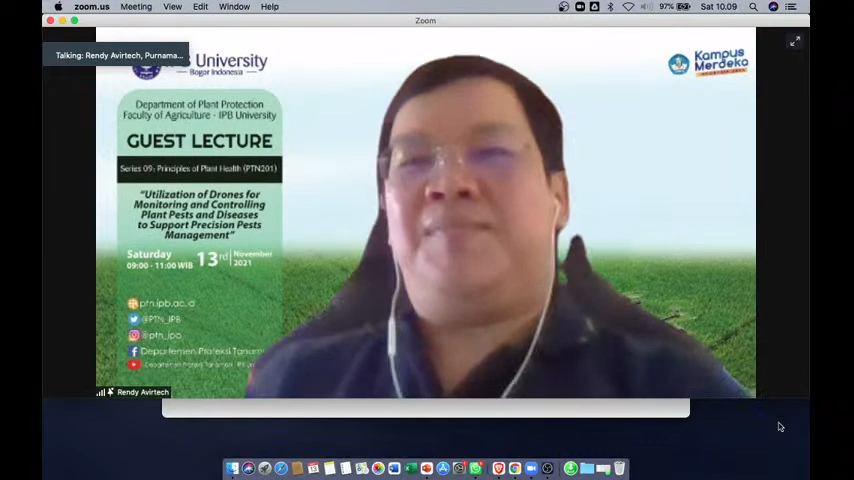 zoom.us Meeting View Edit Window Help
97%
Sat 10.09
Zoom
Talking: Rendy Avirtech, Purnama...
University
Bogor Indonesia
Kampus
Merdeka
Department of Plant Protection
Faculty of Agriculture - IPB University
GUEST LECTURE
Series 09: Principles of Plant Health (PTN201)
"Utilization of Drones for
Monitoring and Controlling
Plant Pests and Diseases
to Support Precision Pests
Management"
Saturday
09:00 - 11:00 WIB
13rd November
2021
ptn.ipb.ac.id
@PTN_IPB
@ptn_ipb
Departemen Proteksi Tanam
Departemen Proteksi Tanaman
Rendy Avirtech